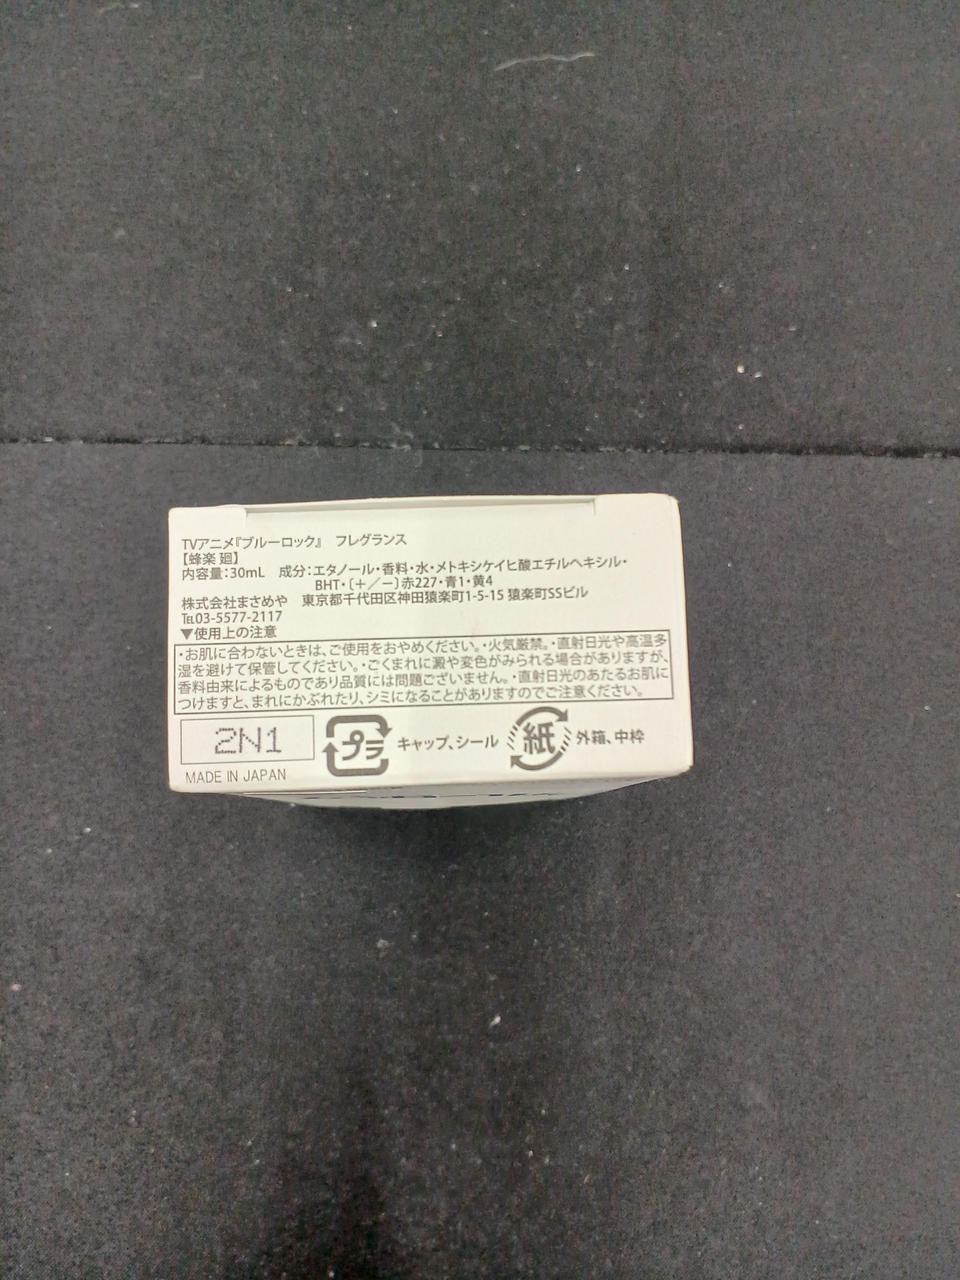 TVアニメ『ブルーロック』　フレグランス
【蜂楽 廻】
内容量：30mL　成分：エタノール・香料・水・メトキシケイヒ酸エチルヘキシル・
BHT・〔＋／－〕赤227・青1・黄4
株式会社まさめや　東京都千代田区神田猿楽町1-5-15 猿楽町SSビル
℡03-5577-2117
▼使用上の注意
・お肌に合わないときは、ご使用をおやめください。・火気厳禁。・直射日光や高温多
湿を避けて保管してください。・ごくまれに澱や変色がみられる場合がありますが、
香料由来によるものであり品質には問題ございません。・直射日光のあたるお肌に
つけますと、まれにかぶれたり、シミになることがありますのでご注意ください。
2N1
プラ キャップ、シール
紙 外箱、中枠
MADE IN JAPAN